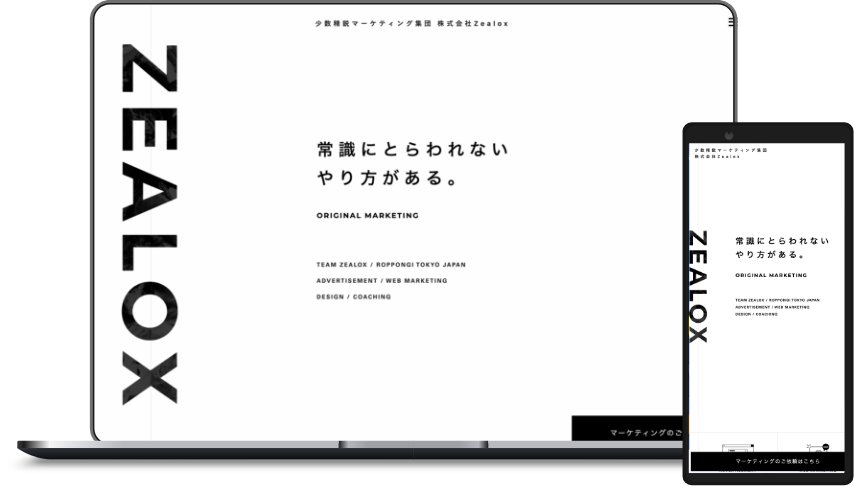 少数精鋭マーケティング集団 株式会社Zealox
ZEALOX
常識にとらわれない
やり方がある。
ORIGINAL MARKETING
TEAM ZEALOX / ROPPONGI TOKYO JAPAN
ADVERTISEMENT / WEB MARKETING
DESIGN / COACHING
マーケティングのご
少数精鋭マーケティング集団
株式会社Zealox
ZEALOX
常識にとらわれない
やり方がある。
ORIGINAL MARKETING
TEAM ZEALOX / ROPPONGI TOKYO JAPAN
ADVERTISEMENT / WEB MARKETING
DESIGN / COACHING
マーケティングのご依頼はこちら